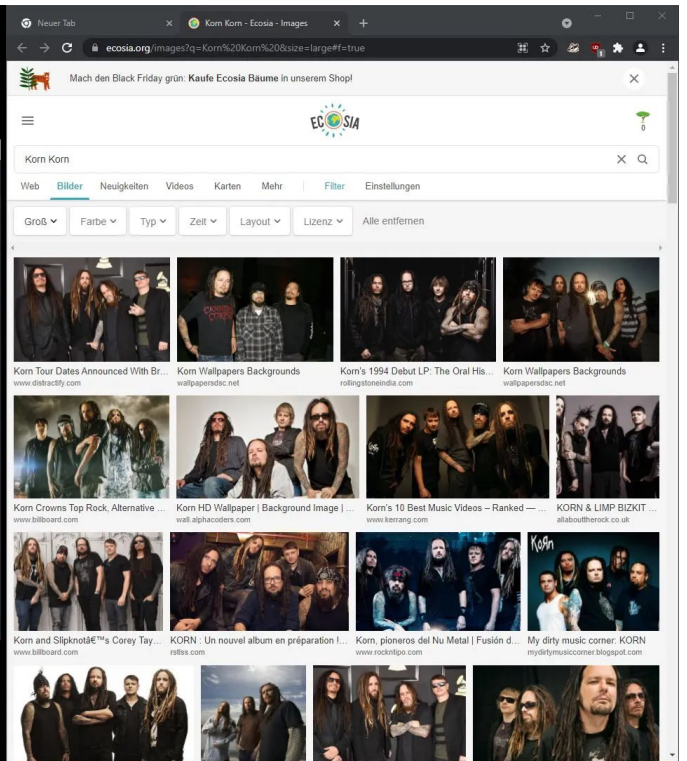 Neuer Tab
Korn Korn - Ecosia - Images
ecosia.org/images?q=Korn%20Korn%20&size=large#f=true
1
Mach den Black Friday grün: Kaufe Ecosia Bäume in unserem Shop!
ECOSIA
0
Korn Korn
Web Bilder Neuigkeiten Videos Karten Mehr Filter Einstellungen
Groß Farbe Typ Zeit Layout Lizenz Alle entfernen
CANNIBAL CORPSE
Korn Tour Dates Announced With Br... Korn Wallpapers Backgrounds Korn's 1994 Debut LP: The Oral His... Korn Wallpapers Backgrounds
www.distractify.com wallpapersdsc.net rollingstoneindia.com wallpapersdsc.net
Korn Crowns Top Rock, Alternative ... Korn HD Wallpaper | Background Image | ... Korn's 10 Best Music Videos – Ranked — ... KORN & LIMP BIZKIT ...
www.billboard.com wall.alphacoders.com www.kerrang.com allabouttherock.co.uk
KoЯn
Korn and Slipknotâ€™s Corey Tay... KORN : Un nouvel album en préparation !... Korn, pioneros del Nu Metal | Fusión d... My dirty music corner: KORN
www.billboard.com rstlss.com www.rockntipo.com mydirtymusiccorner.blogspot.com